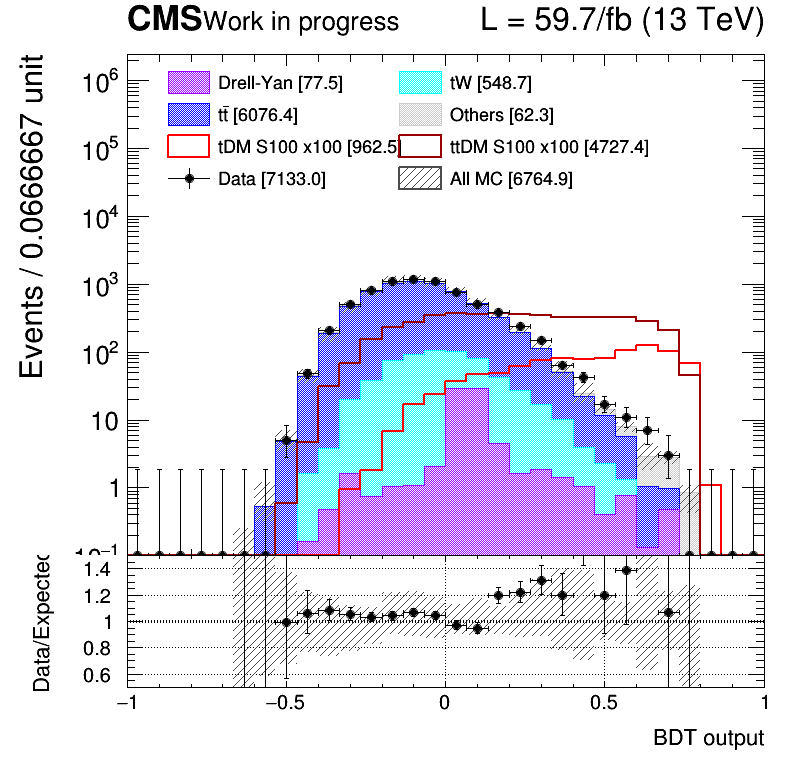 CMS Work in progress L = 59.7/fb (13 TeV)
Events / 0.0666667 unit
10⁶
10⁵
10⁴
10³
10²
10
1
10⁻¹
Drell-Yan [77.5] tW [548.7]
tt̄ [6076.4] Others [62.3]
tDM S100 x100 [962.5] ttDM S100 x100 [4727.4]
Data [7133.0] All MC [6764.9]
Data/Expected
1.4
1.2
1
0.8
0.6
−1 −0.5 0 0.5 1
BDT output